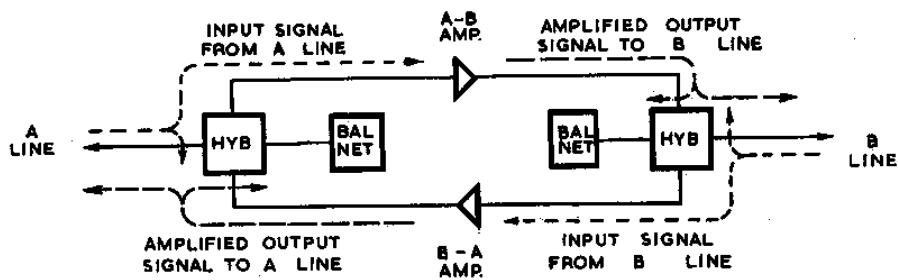 INPUT SIGNAL
FROM A LINE
A-B
AMP.
AMPLIFIED OUTPUT
SIGNAL TO B LINE
A
LINE
HYB
BAL
NET
BAL
NET
HYB
B
LINE
AMPLIFIED OUTPUT
SIGNAL TO A LINE
B-A
AMP.
INPUT SIGNAL
FROM B LINE